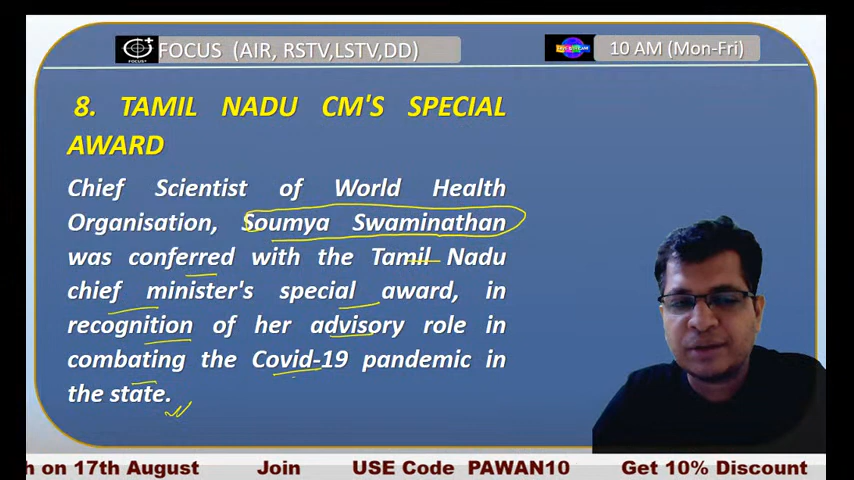 FOCUS (AIR, RSTV,LSTV,DD)
10 AM (Mon-Fri)
8. TAMIL NADU CM'S SPECIAL
AWARD
Chief Scientist of World Health
Organisation, Soumya Swaminathan
was conferred with the Tamil Nadu
chief minister's special award, in
recognition of her advisory role in
combating the Covid-19 pandemic in
the state.
h on 17th August Join USE Code PAWAN10 Get 10% Discount